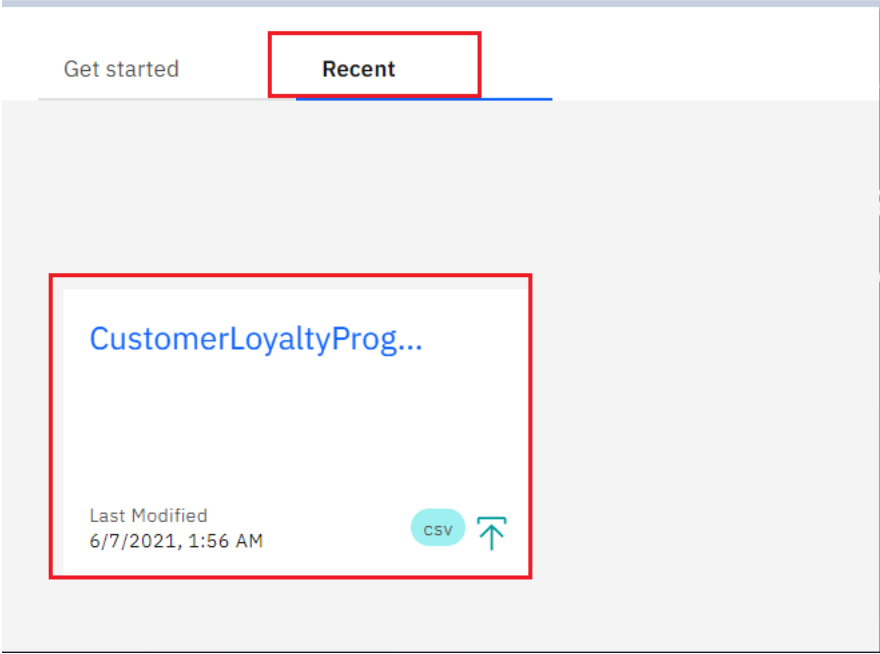 Get started
Recent
CustomerLoyaltyProg...
Last Modified
6/7/2021, 1:56 AM
csv